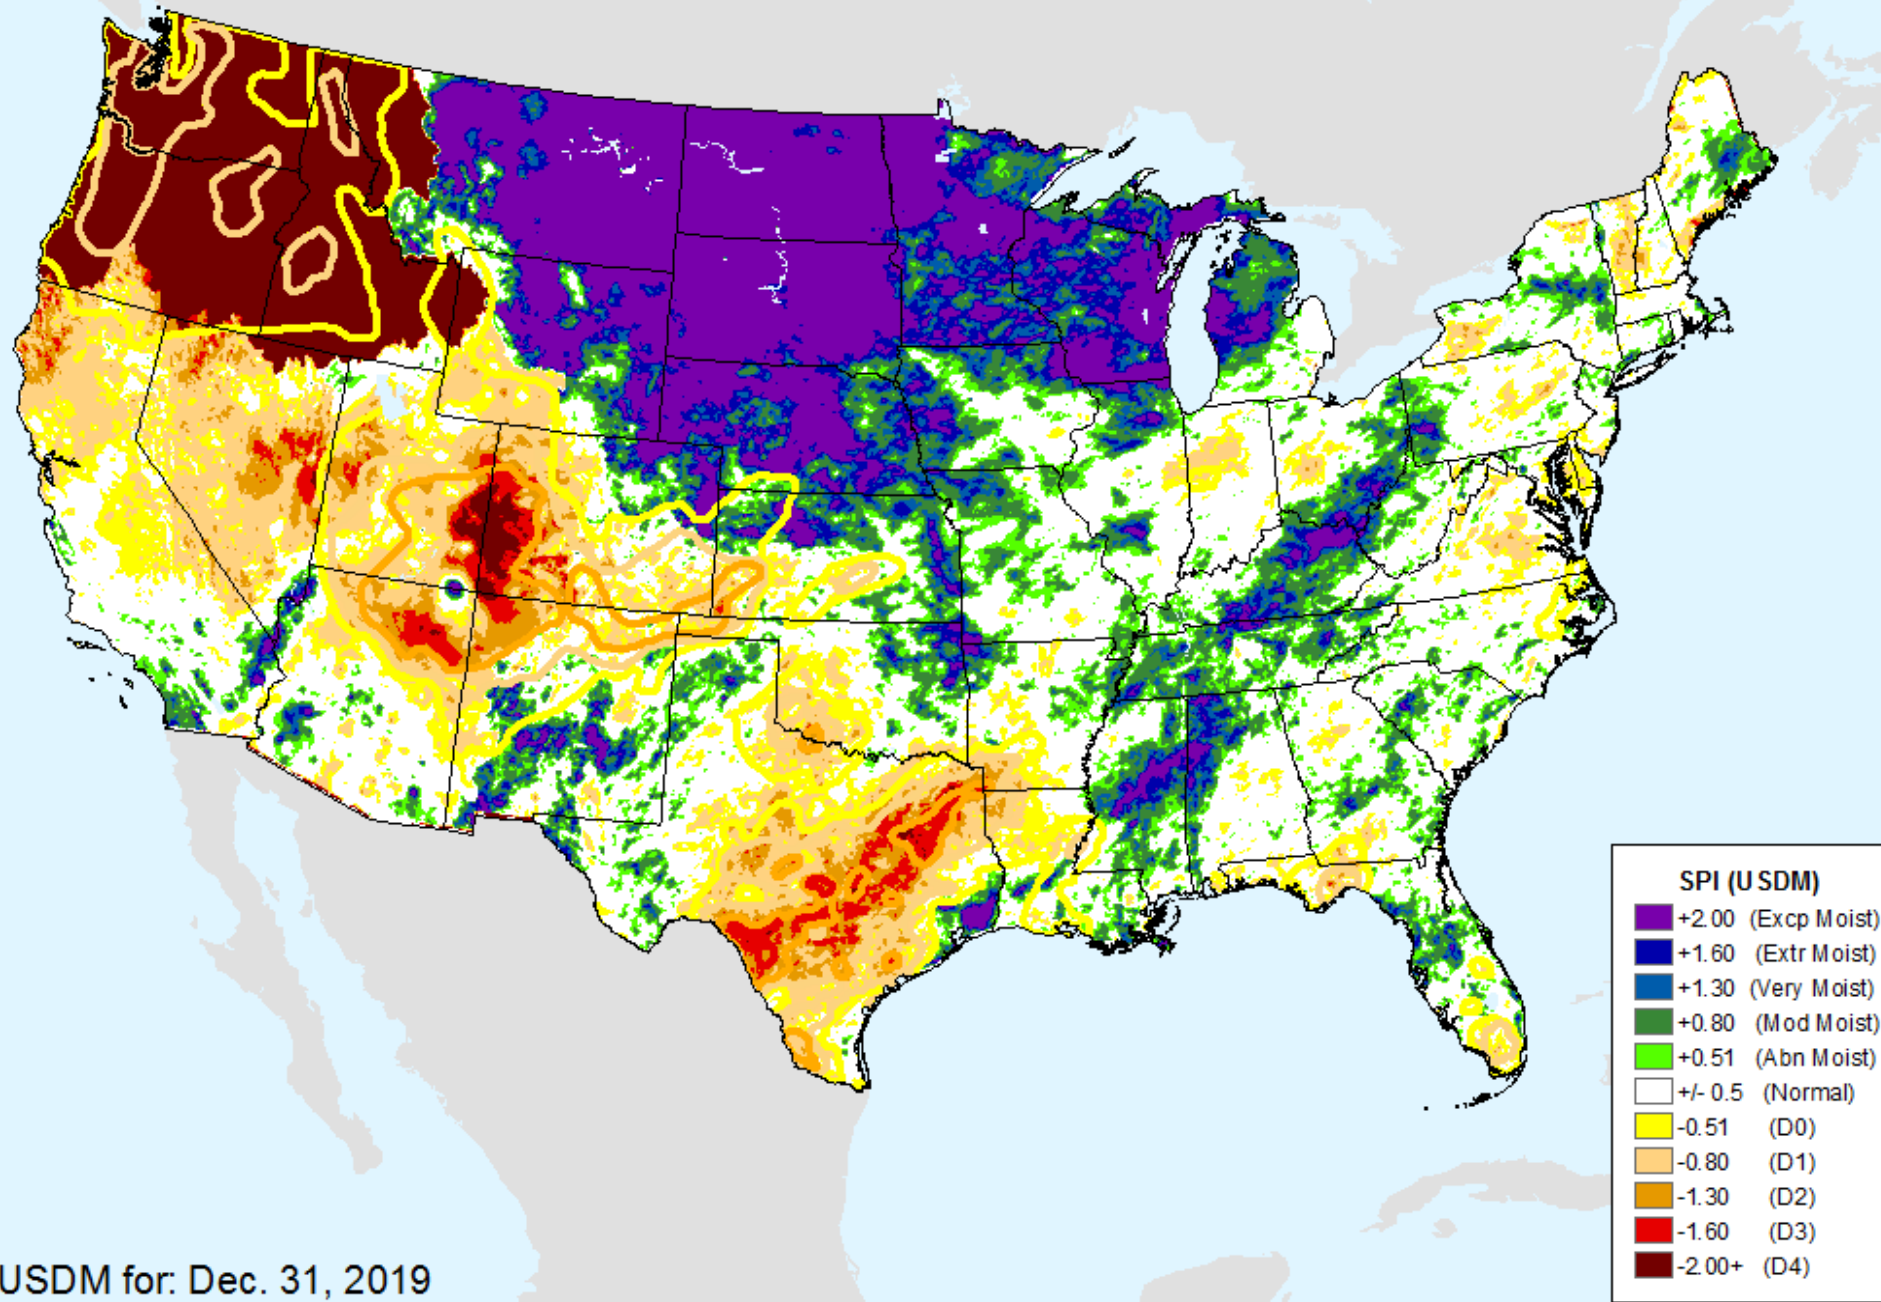 SPI (USDM)
+2.00 (Excp Moist)
+1.60 (Extr Moist)
+1.30 (Very Moist)
+0.80 (Mod Moist)
+0.51 (Abn Moist)
+/- 0.5 (Normal)
-0.51 (D0)
-0.80 (D1)
-1.30 (D2)
-1.60 (D3)
-2.00+ (D4)
USDM for: Dec. 31, 2019